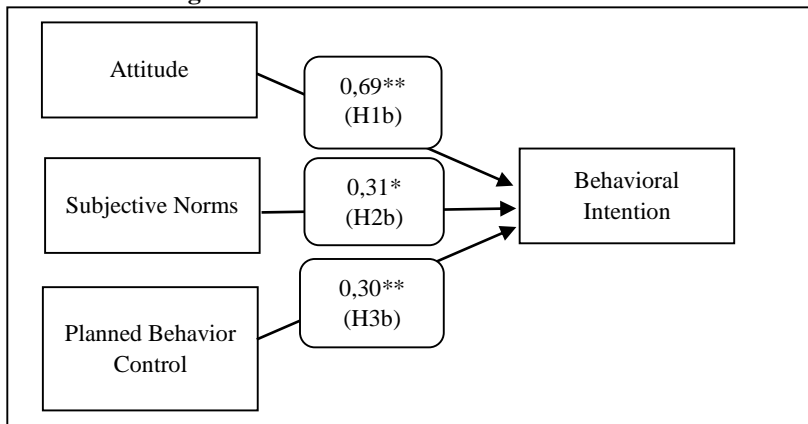 Attitude
0,69**
(H1b)
Subjective Norms
0,31*
(H2b)
Behavioral
Intention
Planned Behavior
Control
0,30**
(H3b)